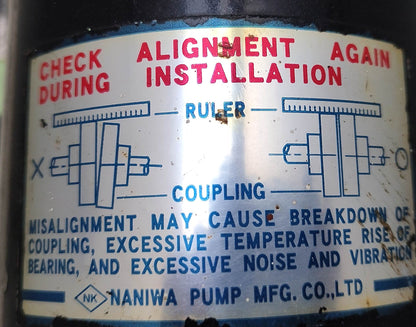 CHECK ALIGNMENT AGAIN
DURING INSTALLATION
RULER
X O
COUPLING
MISALIGNMENT MAY CAUSE BREAKDOWN OF
COUPLING, EXCESSIVE TEMPERATURE RISE OF
BEARING, AND EXCESSIVE NOISE AND VIBRATION
NK NANIWA PUMP MFG. CO., LTD